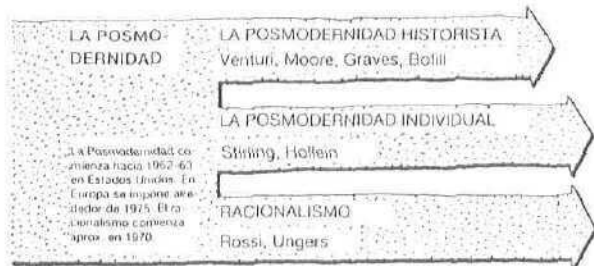 LA POSMO-
DERNIDAD
La Posmodernidad co-
mienza hacia 1962-63
en Estados Unidos. En
Europa se impone alre-
dedor de 1975. El ra-
cionalismo comienza
aprox. en 1970.
LA POSMODERNIDAD HISTORISTA
Venturi, Moore, Graves, Bofill
LA POSMODERNIDAD INDIVIDUAL
Stirling, Hollein
RACIONALISMO
Rossi, Ungers